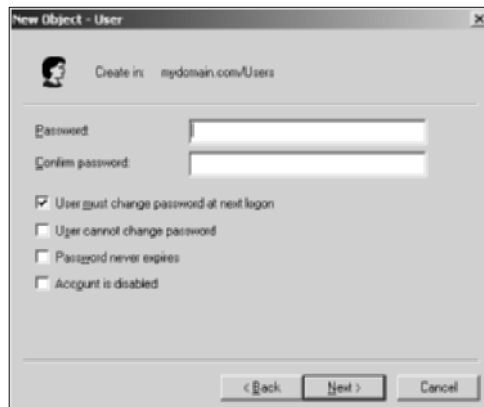 New Object - User
Create in: mydomain.com/Users
Password:
Confirm password:
User must change password at next logon
User cannot change password
Password never expires
Account is disabled
< Back
Next >
Cancel